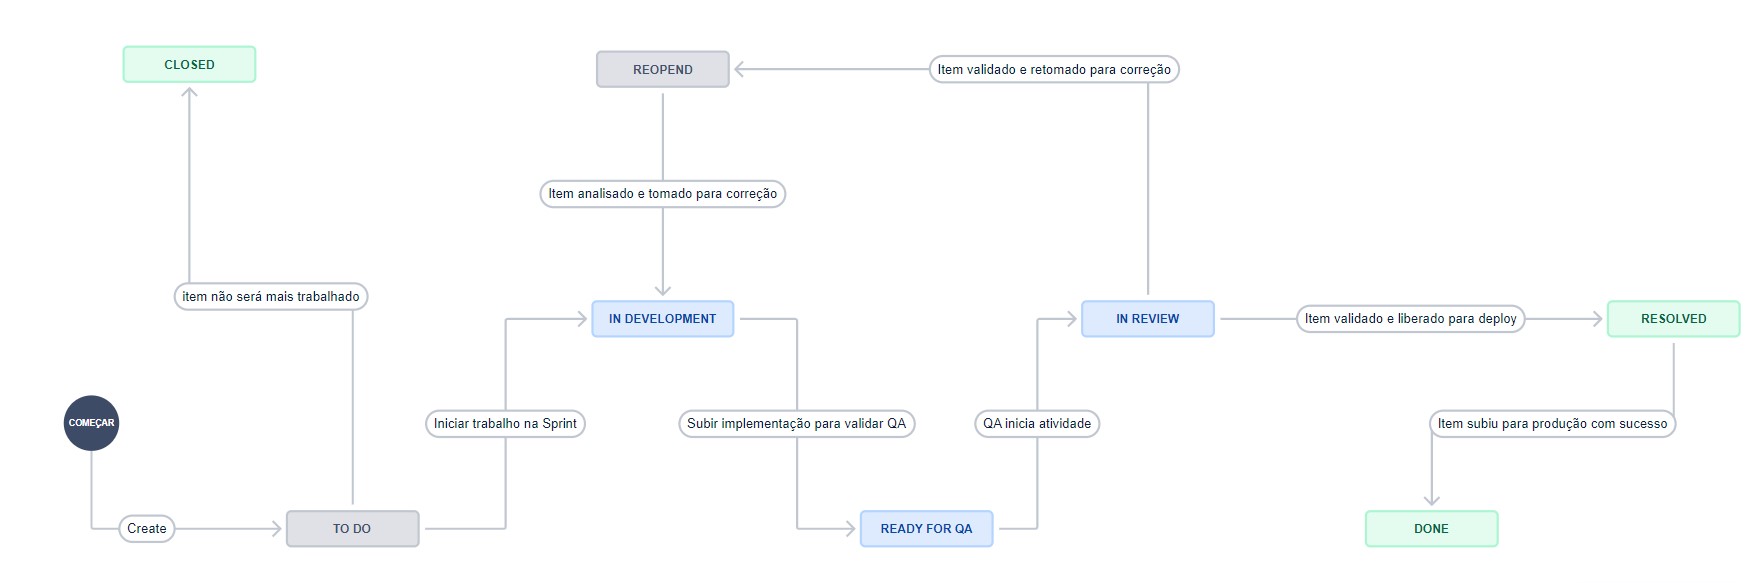 CLOSED
REOPEND
Item validado e retomado para correção
Item analisado e tomado para correção
item não será mais trabalhado
IN DEVELOPMENT
IN REVIEW
Item validado e liberado para deploy
RESOLVED
COMEÇAR
Iniciar trabalho na Sprint
Subir implementação para validar QA
QA inicia atividade
Item subiu para produção com sucesso
Create
TO DO
READY FOR QA
DONE